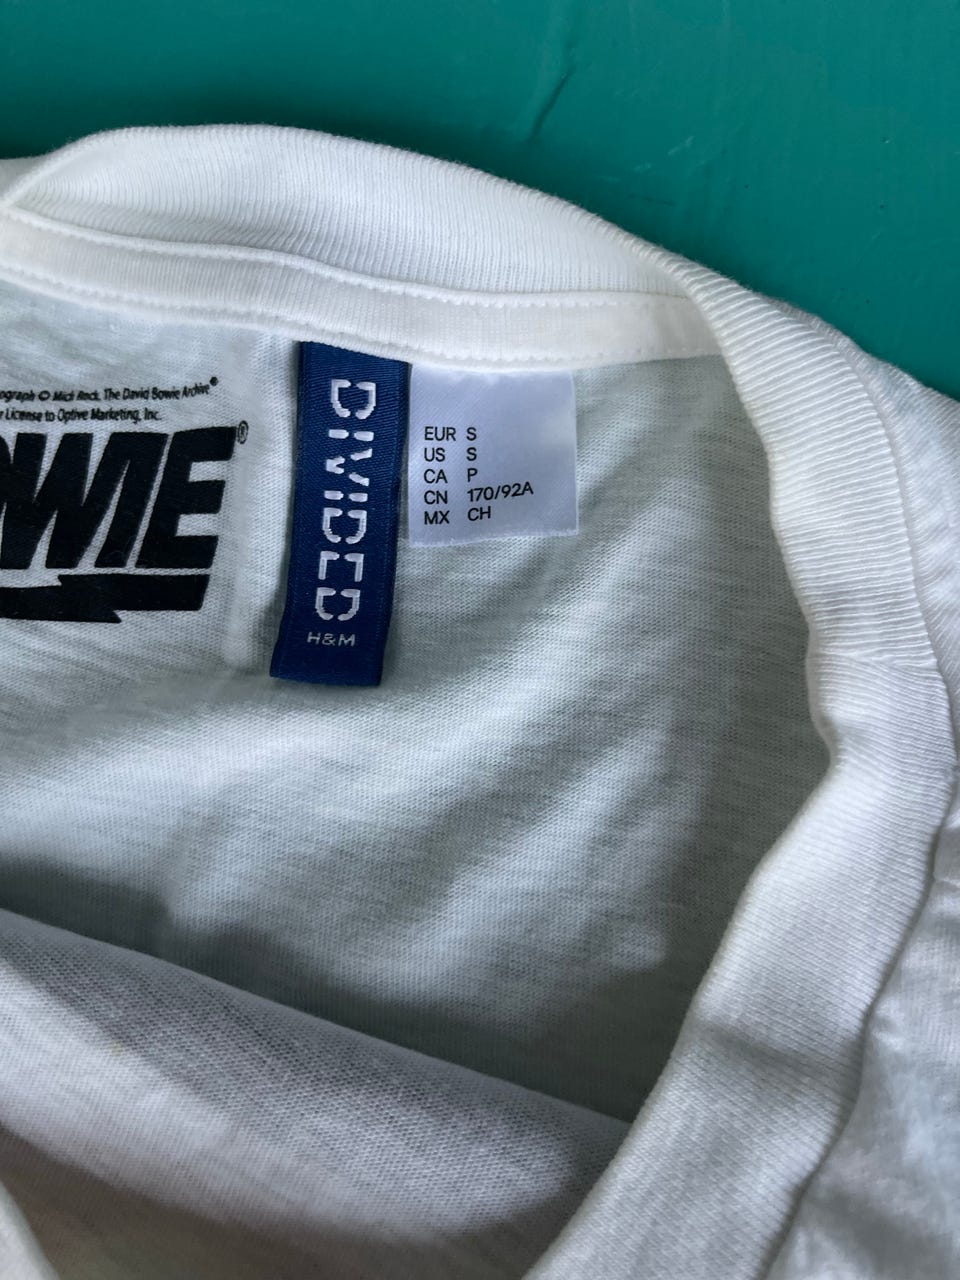 ograph © Mick Rock, The David Bowie Archive®
r License to Optive Marketing, Inc.
OWIE®
DIVIDED
H&M
EUR S
US S
CA P
CN 170/92A
MX CH